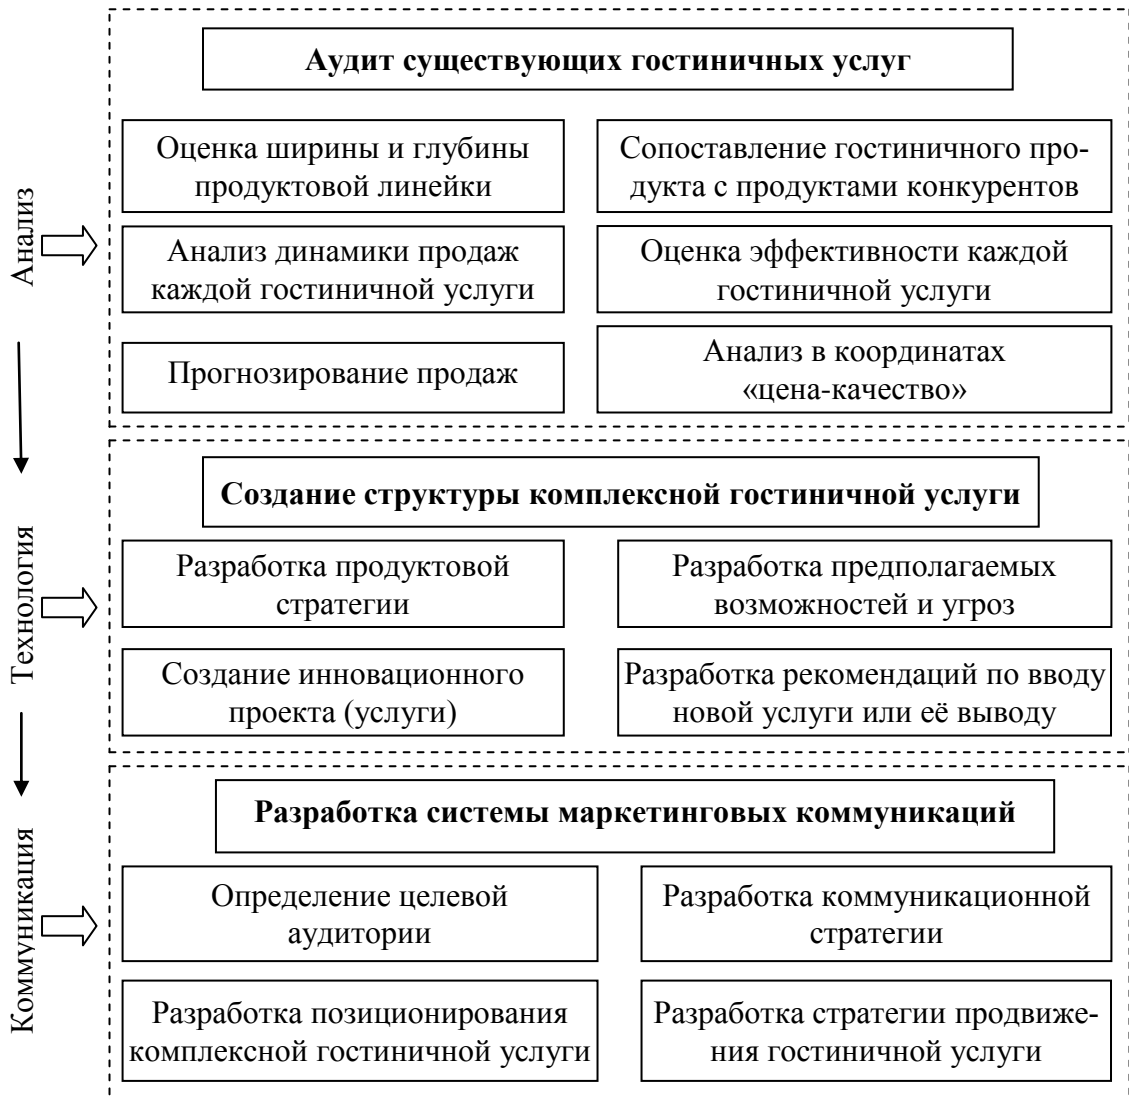 Аудит существующих гостиничных услуг
Оценка ширины и глубины
продуктовой линейки
Сопоставление гостиничного про-
дукта с продуктами конкурентов
Анализ
Анализ динамики продаж
каждой гостиничной услуги
Оценка эффективности каждой
гостиничной услуги
Прогнозирование продаж
Анализ в координатах
«цена-качество»
Создание структуры комплексной гостиничной услуги
Технология
Разработка продуктовой
стратегии
Разработка предполагаемых
возможностей и угроз
Создание инновационного
проекта (услуги)
Разработка рекомендаций по вводу
новой услуги или её выводу
Разработка системы маркетинговых коммуникаций
Коммуникация
Определение целевой
аудитории
Разработка коммуникационной
стратегии
Разработка позиционирования
комплексной гостиничной услуги
Разработка стратегии продвиже-
ния гостиничной услуги